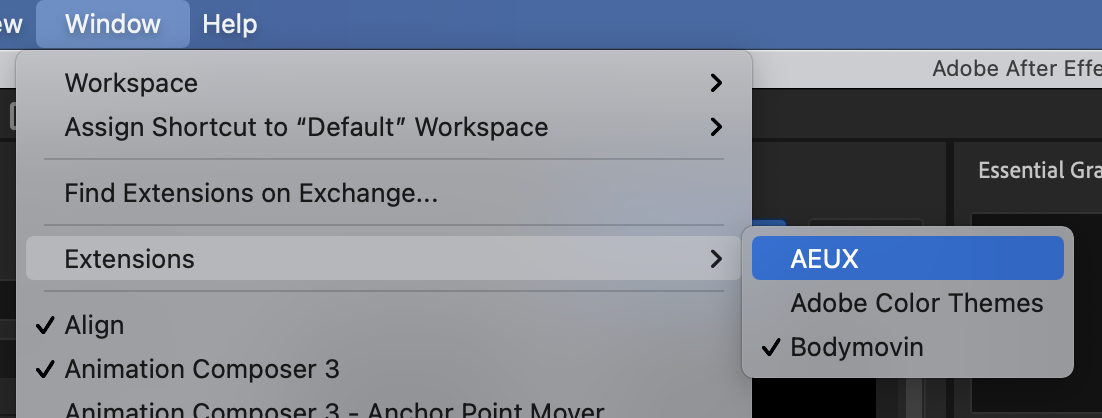 ew Window Help
Adobe After Effe
Workspace
Assign Shortcut to “Default” Workspace
Essential Gra
Find Extensions on Exchange...
Extensions
AEUX
Adobe Color Themes
Bodymovin
Align
Animation Composer 3
Animation Composer 3 - Anchor Point Mover